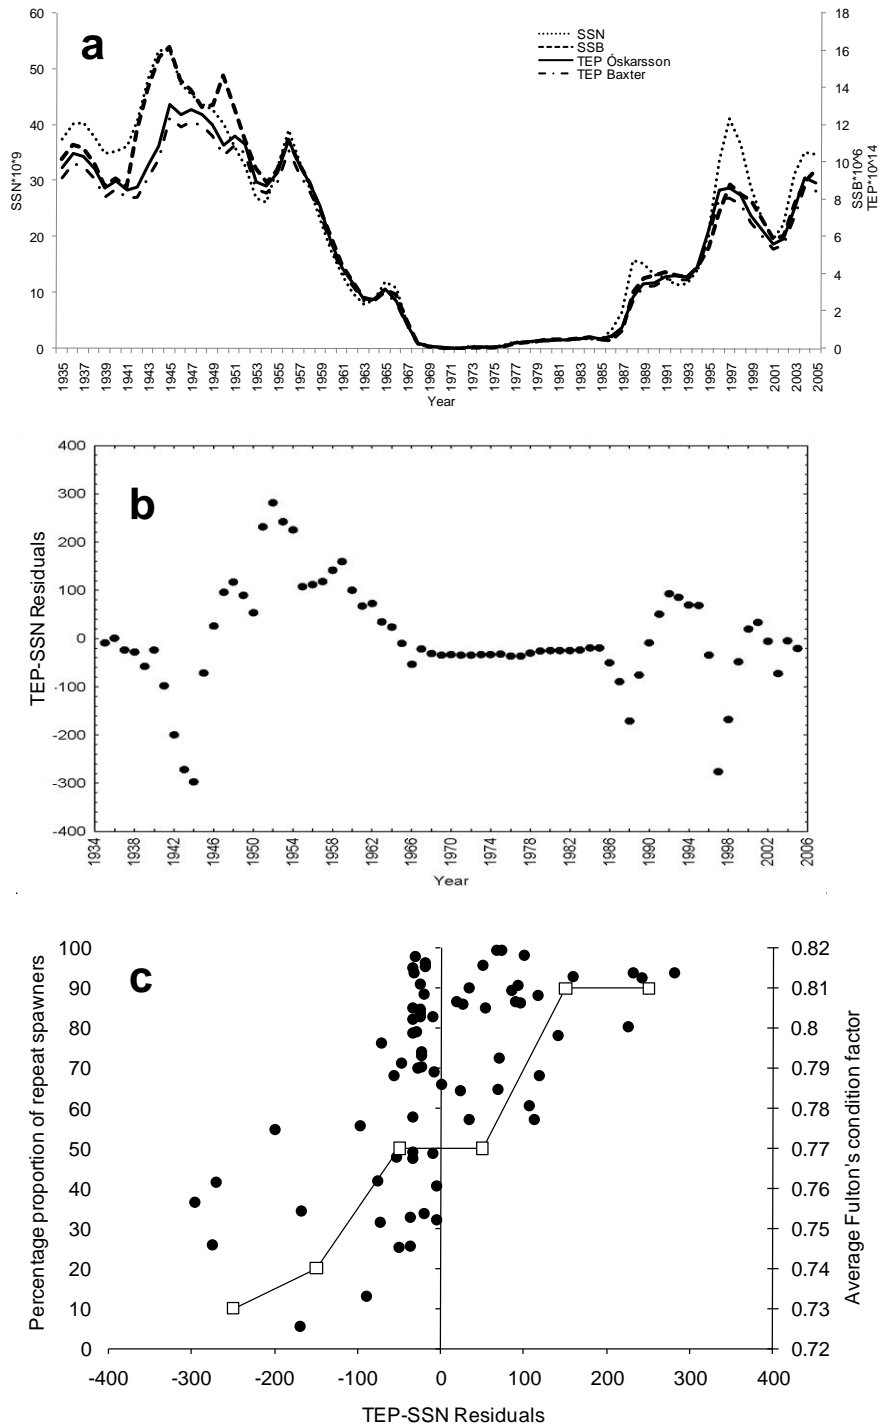 a
SSN
SSB
TEP Óskarsson
TEP Baxter
60
50
40
30
20
10
0
SSN*10^9
18
16
14
12
10
8
6
4
2
0
SSB*10^6
TEP*10^14
1935 1937 1939 1941 1943 1945 1947 1949 1951 1953 1955 1957 1959 1961 1963 1965 1967 1969 1971 1973 1975 1977 1979 1981 1983 1985 1987 1989 1991 1993 1995 1997 1999 2001 2003 2005
Year
b
400
300
200
100
0
-100
-200
-300
-400
TEP-SSN Residuals
1934 1938 1942 1946 1950 1954 1958 1962 1966 1970 1974 1978 1982 1986 1990 1994 1998 2002 2006
Year
c
100
90
80
70
60
50
40
30
20
10
0
Percentage proportion of repeat spawners
0.82
0.81
0.8
0.79
0.78
0.77
0.76
0.75
0.74
0.73
0.72
Average Fulton's condition factor
-400 -300 -200 -100 0 100 200 300 400
TEP-SSN Residuals